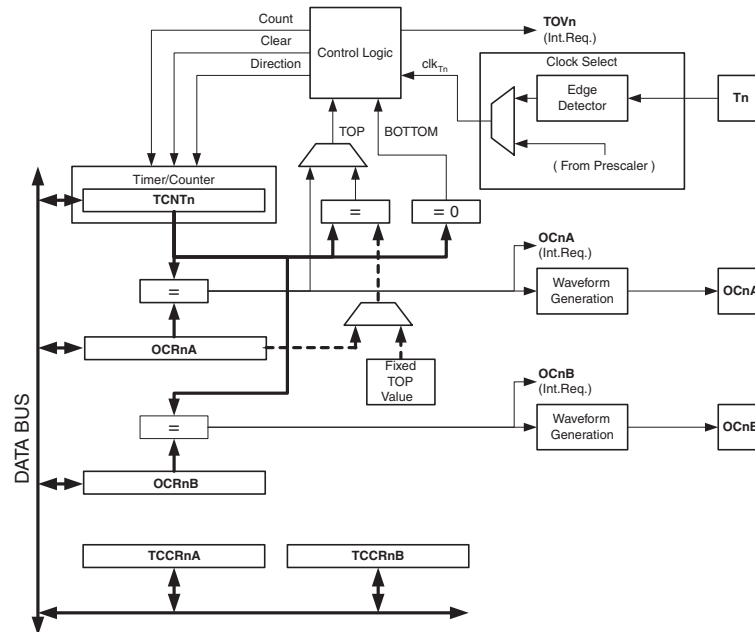 Count
Clear
Direction
Control Logic
TOVn
(Int.Req.)
clkTn
Clock Select
Edge
Detector
Tn
( From Prescaler )
TOP
BOTTOM
Timer/Counter
TCNTn
=
= 0
OCnA
(Int.Req.)
=
Waveform
Generation
OCnA
OCRnA
Fixed
TOP
Value
OCnB
(Int.Req.)
=
Waveform
Generation
OCnB
OCRnB
DATA BUS
TCCRnA
TCCRnB